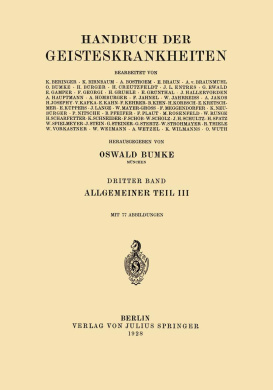 HANDBUCH DER
GEISTESKRANKHEITEN
BEARBEITET VON
K. BERINGER · K. BIRNBAUM · A. BOSTROEM · E. BRAUN · A. v. BRAUNMÜHL
O. BUMKE · H. BURGER · H. CREUTZFELDT · J. L. ENTRES · G. EWALD
E. GAMPER · F. GEORGI · H. GRUHLE · E. GRÜNTHAL · J. HALLERVORDEN
A. HAUPTMANN · A. HOMBURGER · F. JAHNEL · W. JAHRREISS · A. JAKOB
H. JOSEPHY · V. KAFKA · E. KAHN · F. KEHRER · B. KIHN · H. KORBSCH · E. KRETSCH-
MER · E. KÜPPERS · J. LANGE · W. MAYER-GROSS · F. MEGGENDORFER · K. NEU-
BÜRGER · P. NITSCHE · B. PFEIFER · F. PLAUT · M. ROSENFELD · W. RUNGE
H. SCHARFETTER · K. SCHNEIDER · F. SCHOB · W. SCHOLZ · J. H. SCHULTZ · H. SPATZ
W. SPIELMEYER · J. STEIN · G. STEINER · G. STERTZ · W. STROHMAYER · R. THIELE
W. VORKASTNER · W. WEIMANN · A. WETZEL · K. WILMANNS · O. WUTH
HERAUSGEGEBEN VON
OSWALD BUMKE
MÜNCHEN
DRITTER BAND
ALLGEMEINER TEIL III
MIT 77 ABBILDUNGEN
BERLIN
VERLAG VON JULIUS SPRINGER
1928